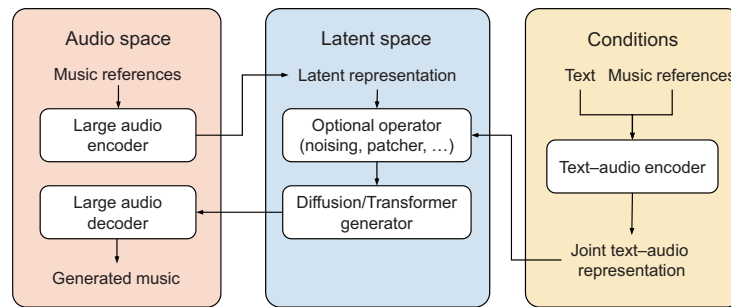 Audio space
Music references
Large audio
encoder
Large audio
decoder
Generated music
Latent space
Latent representation
Optional operator
(noising, patcher, …)
Diffusion/Transformer
generator
Conditions
Text Music references
Text–audio encoder
Joint text–audio
representation